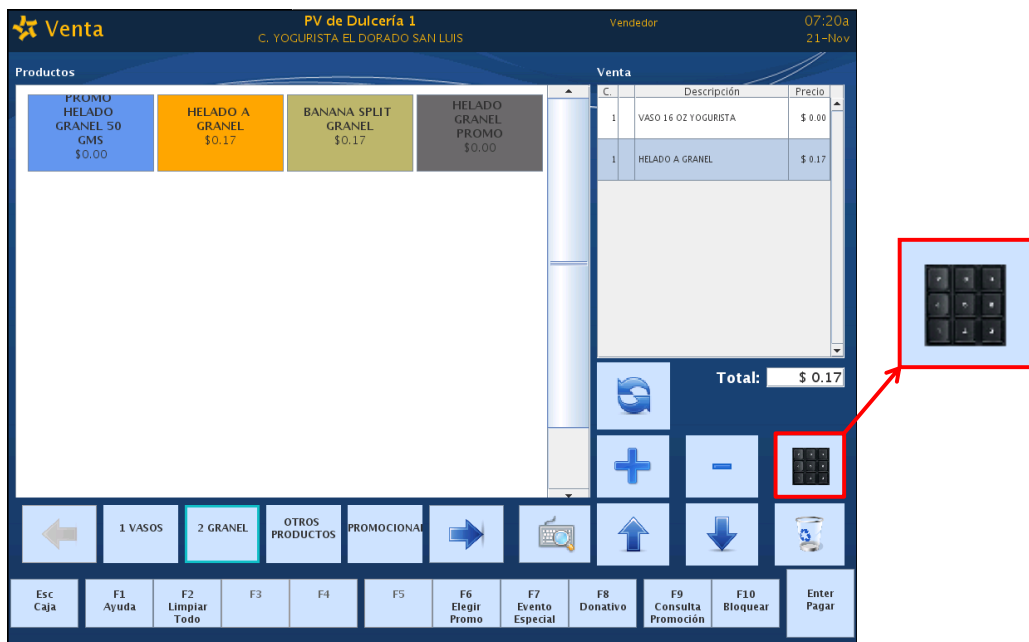 Venta
PV de Dulcería 1
C. YOGURISTA EL DORADO SAN LUIS
Vendedor
07:20a
21-Nov
Productos
PROMO
HELADO
GRANEL 50
GMS
$0.00
HELADO A
GRANEL
$0.17
BANANA SPLIT
GRANEL
$0.17
HELADO
GRANEL
PROMO
$0.00
Venta
C. Descripción Precio
1 VASO 16 OZ YOGURISTA $ 0.00
1 HELADO A GRANEL $ 0.17
Total: $ 0.17
1 VASOS
2 GRANEL
OTROS
PRODUCTOS
PROMOCIONA
Esc
Caja
F1
Ayuda
F2
Limpiar
Todo
F3
F4
F5
F6
Elegir
Promo
F7
Evento
Especial
F8
Donativo
F9
Consulta
Promoción
F10
Bloquear
Enter
Pagar